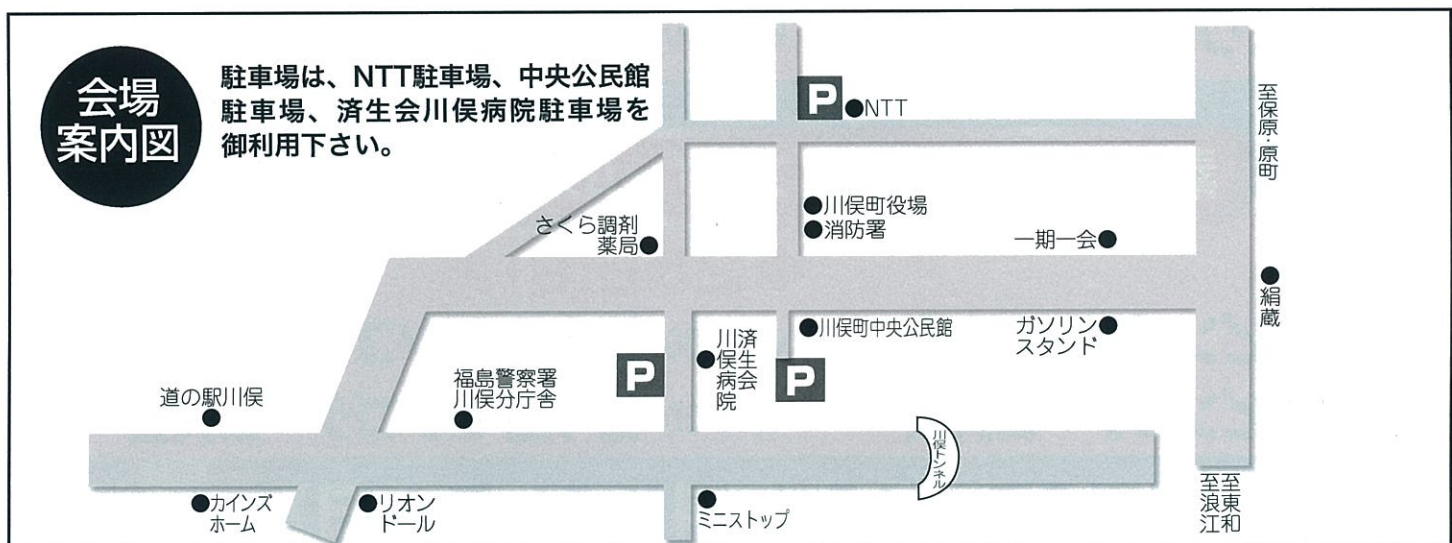 会場
案内図
駐車場は、NTT駐車場、中央公民館
駐車場、済生会川俣病院駐車場を
御利用下さい。
P
NTT
至保原・原町
川俣町役場
消防署
さくら調剤
薬局
一期一会
絹蔵
川俣町中央公民館
ガソリン
スタンド
済生会
川俣病院
P
P
福島警察署
川俣分庁舎
道の駅川俣
川俣トンネル
カインズ
ホーム
リオン
ドール
ミニストップ
至東和
至浪江